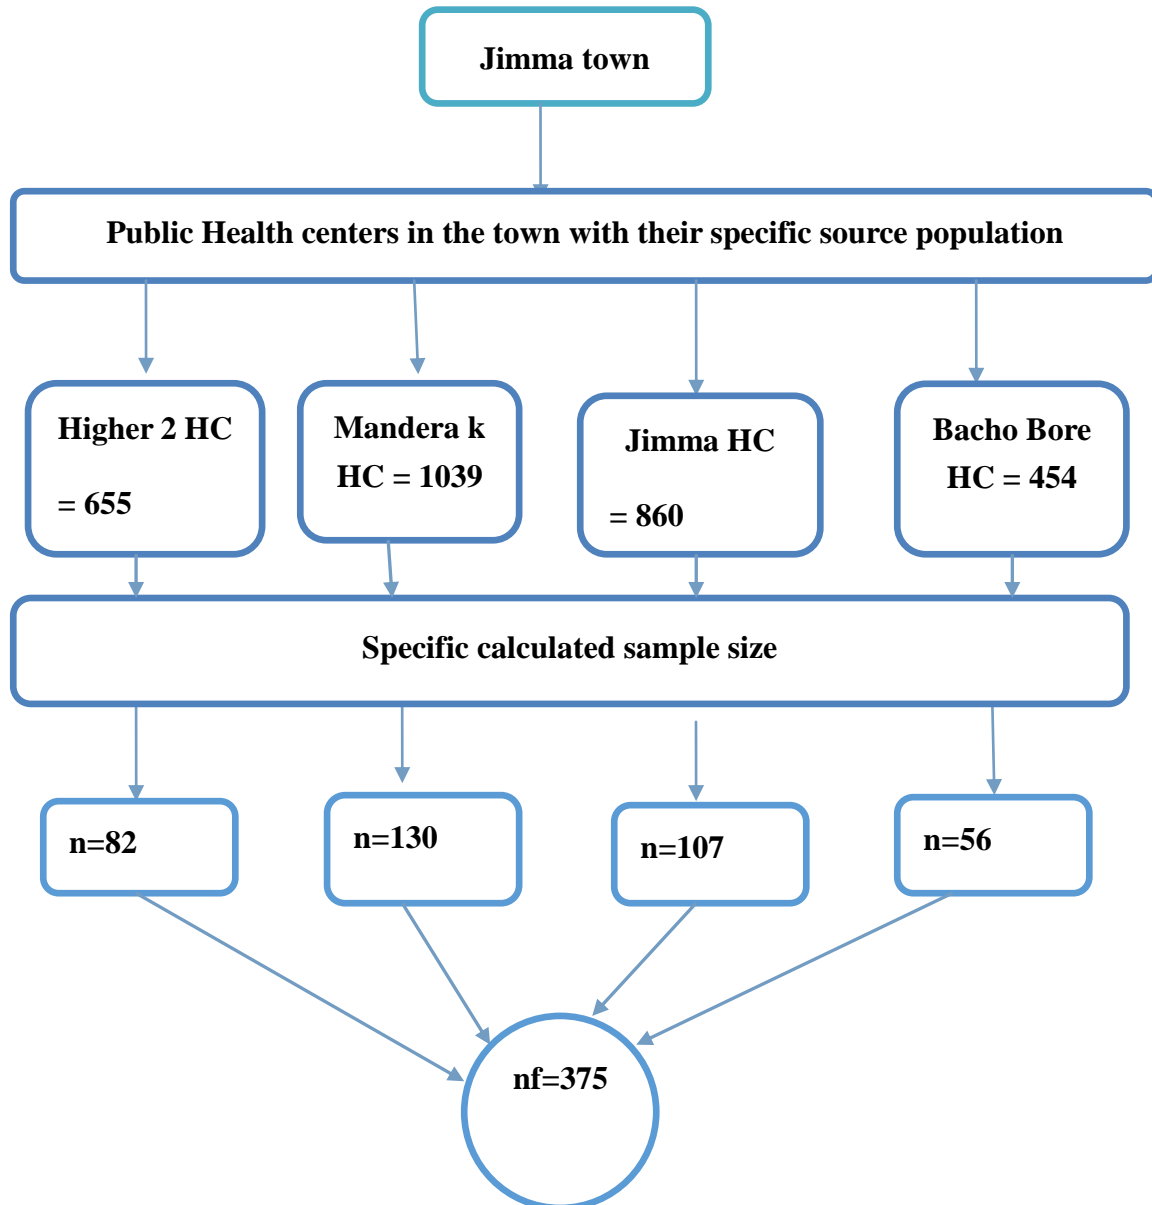 Jimma town
Public Health centers in the town with their specific source population
Higher 2 HC
= 655
Mandera k
HC = 1039
Jimma HC
= 860
Bacho Bore
HC = 454
Specific calculated sample size
n=82
n=130
n=107
n=56
nf=375